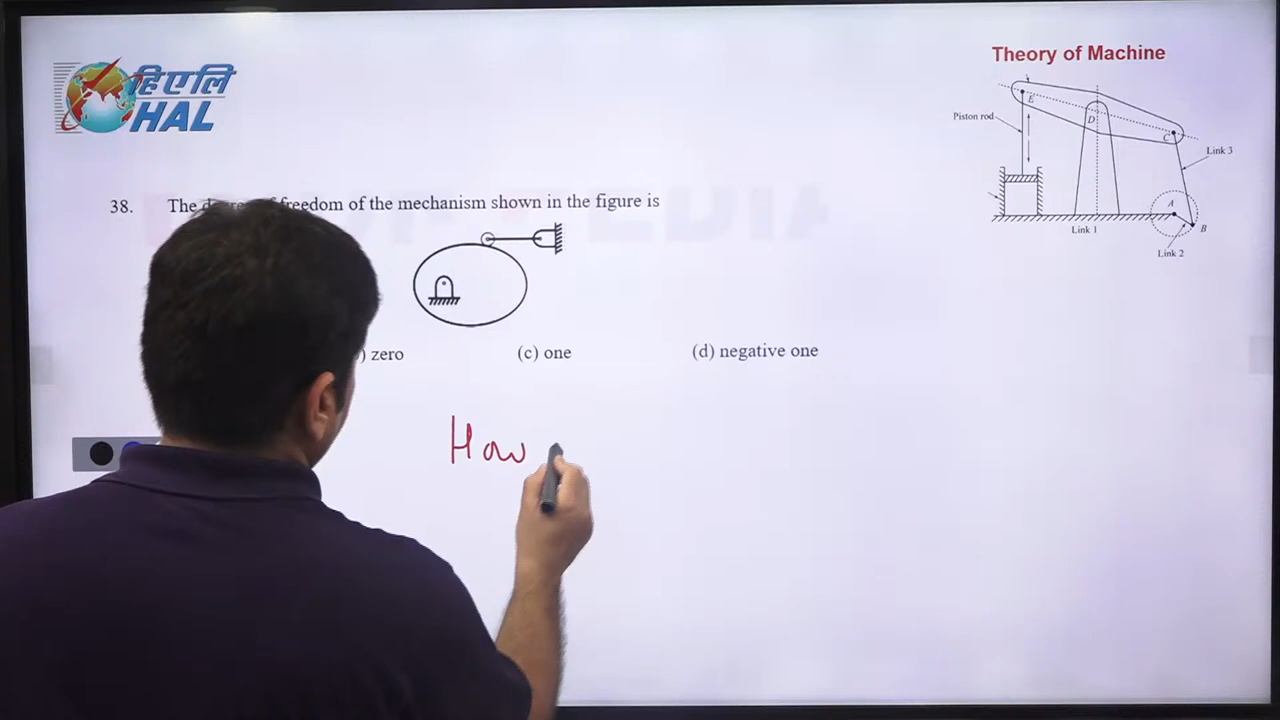 हिएलि
HAL
Theory of Machine
E
D
Piston rod
C
Link 3
A
B
Link 1
Link 2
38. The freedom of the mechanism shown in the figure is
) zero (c) one (d) negative one
How